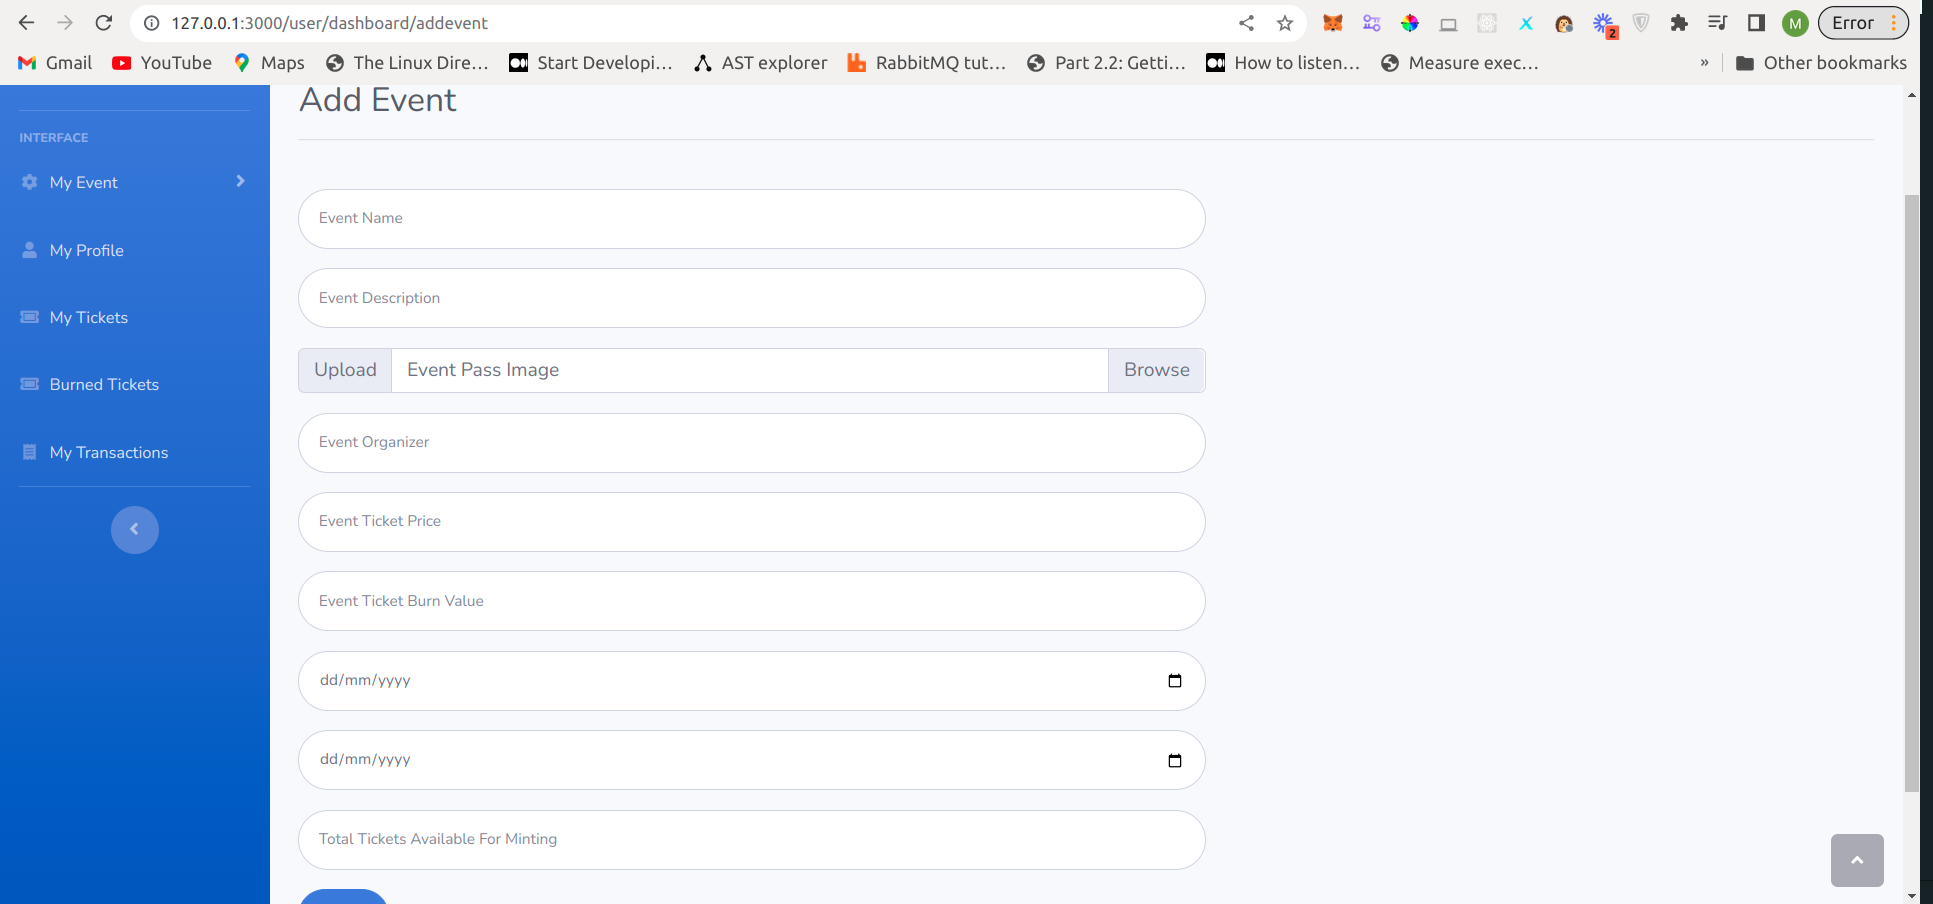 127.0.0.1:3000/user/dashboard/addevent
2
M
Error
Gmail YouTube Maps The Linux Dire... Start Developi... AST explorer RabbitMQ tut... Part 2.2: Getti... How to listen... Measure exec... » Other bookmarks
Add Event
INTERFACE
My Event
My Profile
My Tickets
Burned Tickets
My Transactions
Event Name
Event Description
Upload Event Pass Image Browse
Event Organizer
Event Ticket Price
Event Ticket Burn Value
dd/mm/yyyy
dd/mm/yyyy
Total Tickets Available For Minting